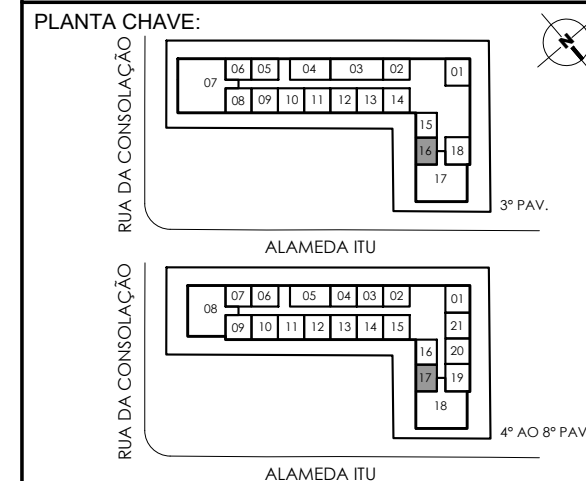 PLANTA CHAVE:
N
RUA DA CONSOLAÇÃO
07 06 05 04 03 02 01
08 09 10 11 12 13 14
15
16 18
17
3º PAV.
ALAMEDA ITU
RUA DA CONSOLAÇÃO
08 07 06 05 04 03 02 01
09 10 11 12 13 14 15 21
16 20
17 19
18
4º AO 8º PAV
ALAMEDA ITU